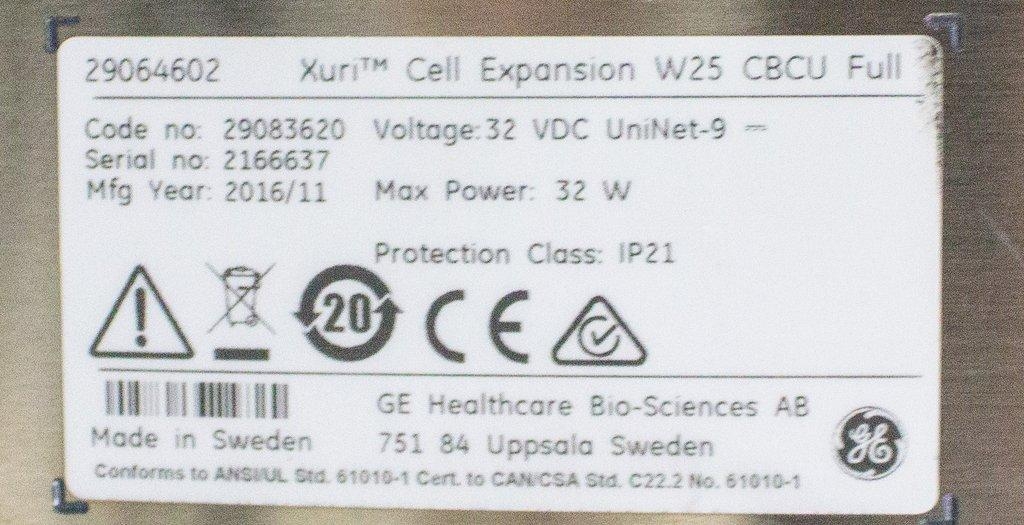 29064602 Xuri™ Cell Expansion W25 CBCU Full
Code no: 29083620 Voltage: 32 VDC UniNet-9 ⎓
Serial no: 2166637
Mfg Year: 2016/11 Max Power: 32 W
Protection Class: IP21
20 CE
GE Healthcare Bio-Sciences AB
Made in Sweden 751 84 Uppsala Sweden
GE
Conforms to ANSI/UL Std. 61010-1 Cert. to CAN/CSA Std. C22.2 No. 61010-1